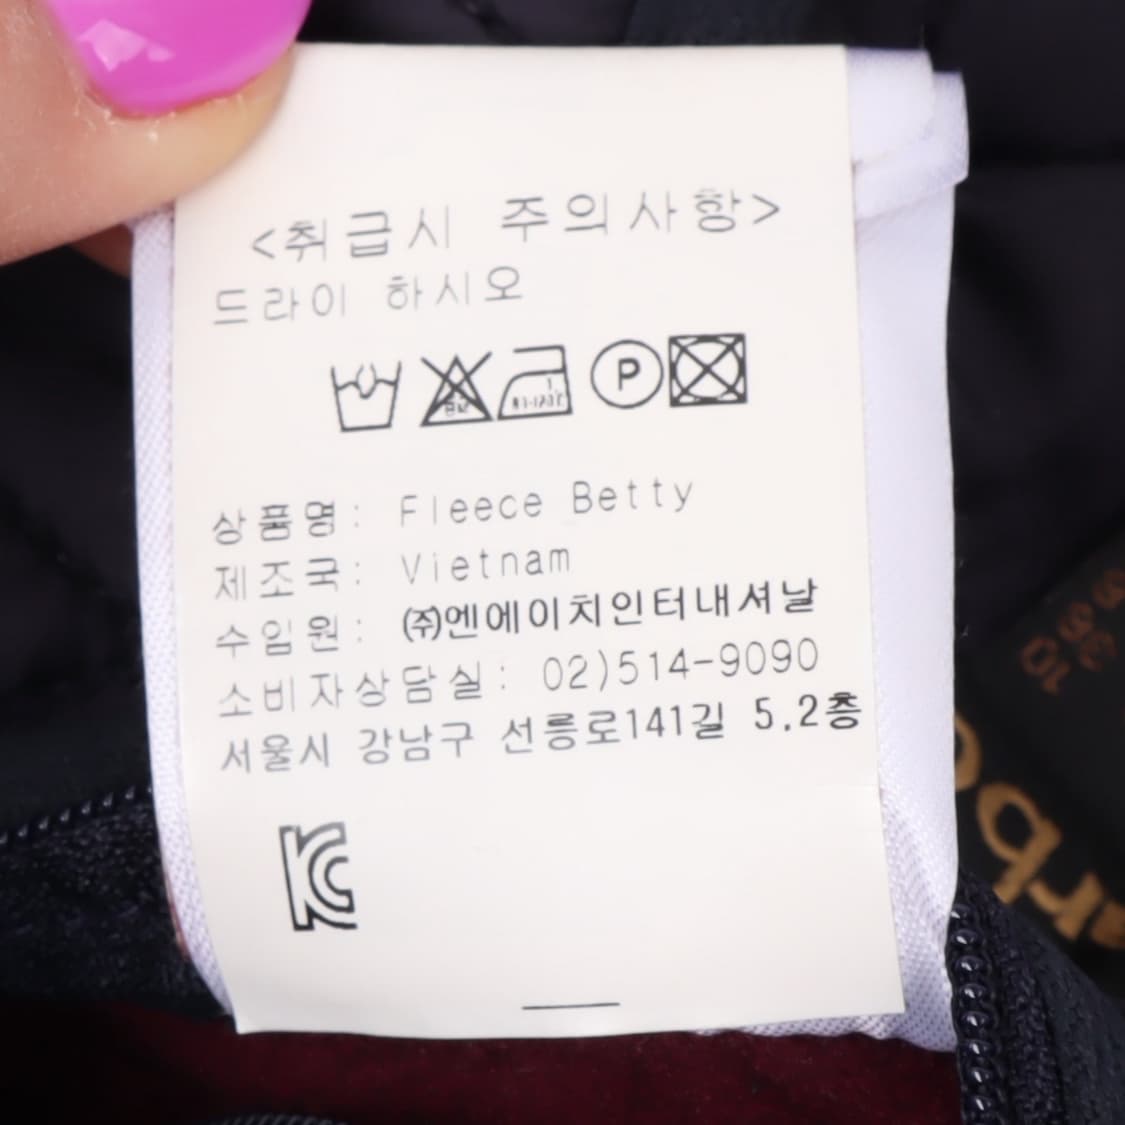 <취급시 주의사항>
드라이 하시오
P
상품명: Fleece Betty
제조국: Vietnam
수입원: ㈜엔에이치인터내셔날
소비자상담실: 02)514-9090
서울시 강남구 선릉로141길 5,2층
KC
10
36